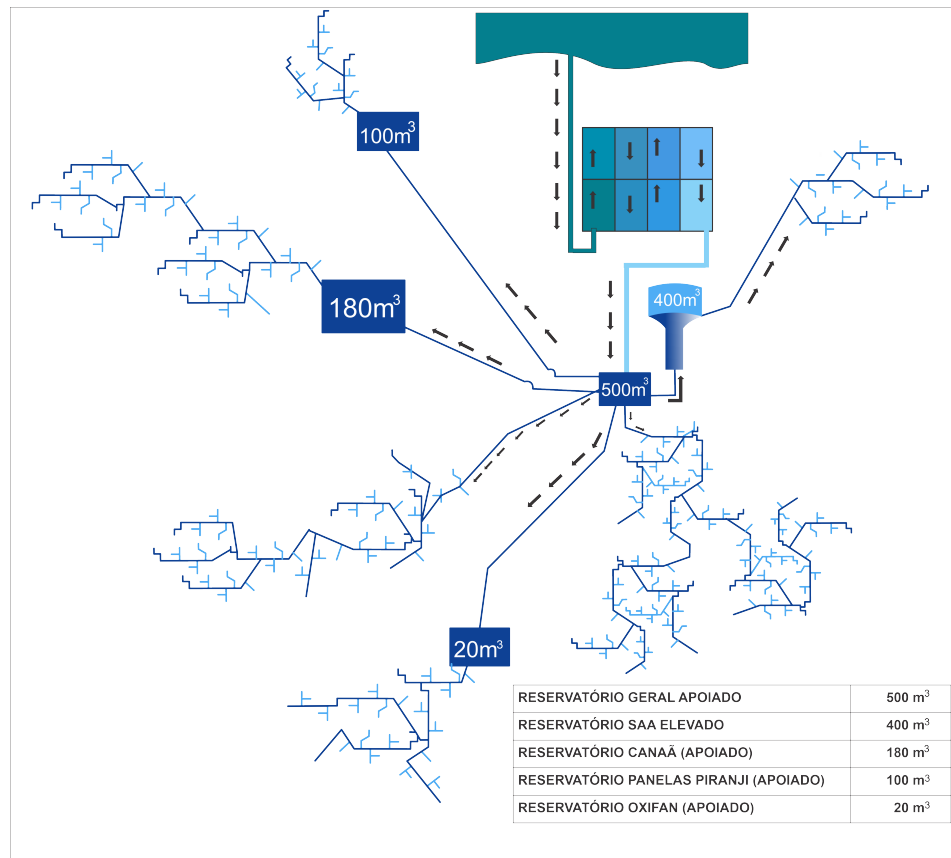 100m³
180m³
400m³
500m³
20m³
RESERVATÓRIO GERAL APOIADO 500 m³
RESERVATÓRIO SAA ELEVADO 400 m³
RESERVATÓRIO CANAÃ (APOIADO) 180 m³
RESERVATÓRIO PANELAS PIRANJI (APOIADO) 100 m³
RESERVATÓRIO OXIFAN (APOIADO) 20 m³